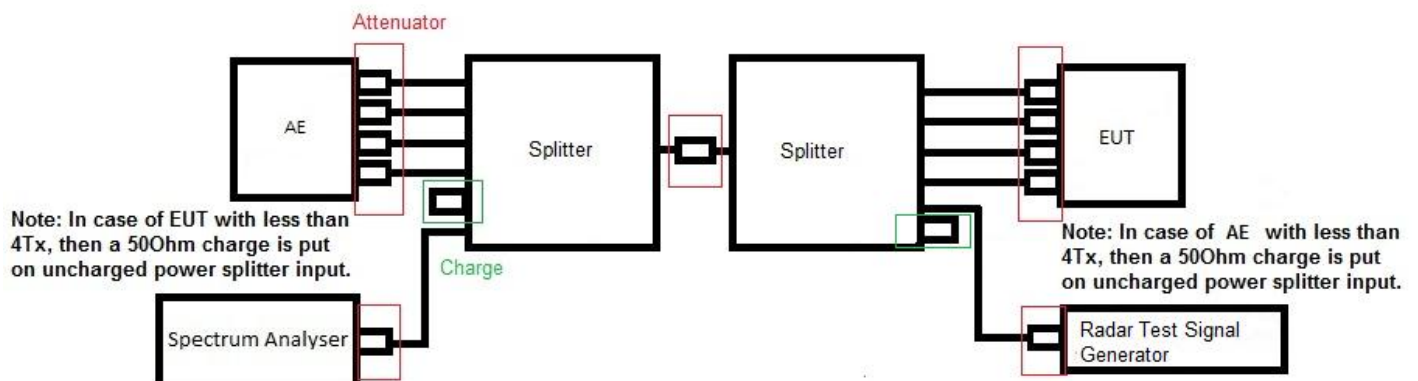 Attenuator
AE
Splitter
Splitter
EUT
Note: In case of EUT with less than
4Tx, then a 50Ohm charge is put
on uncharged power splitter input.
Charge
Note: In case of AE with less than
4Tx, then a 50Ohm charge is put
on uncharged power splitter input.
Spectrum Analyser
Radar Test Signal
Generator